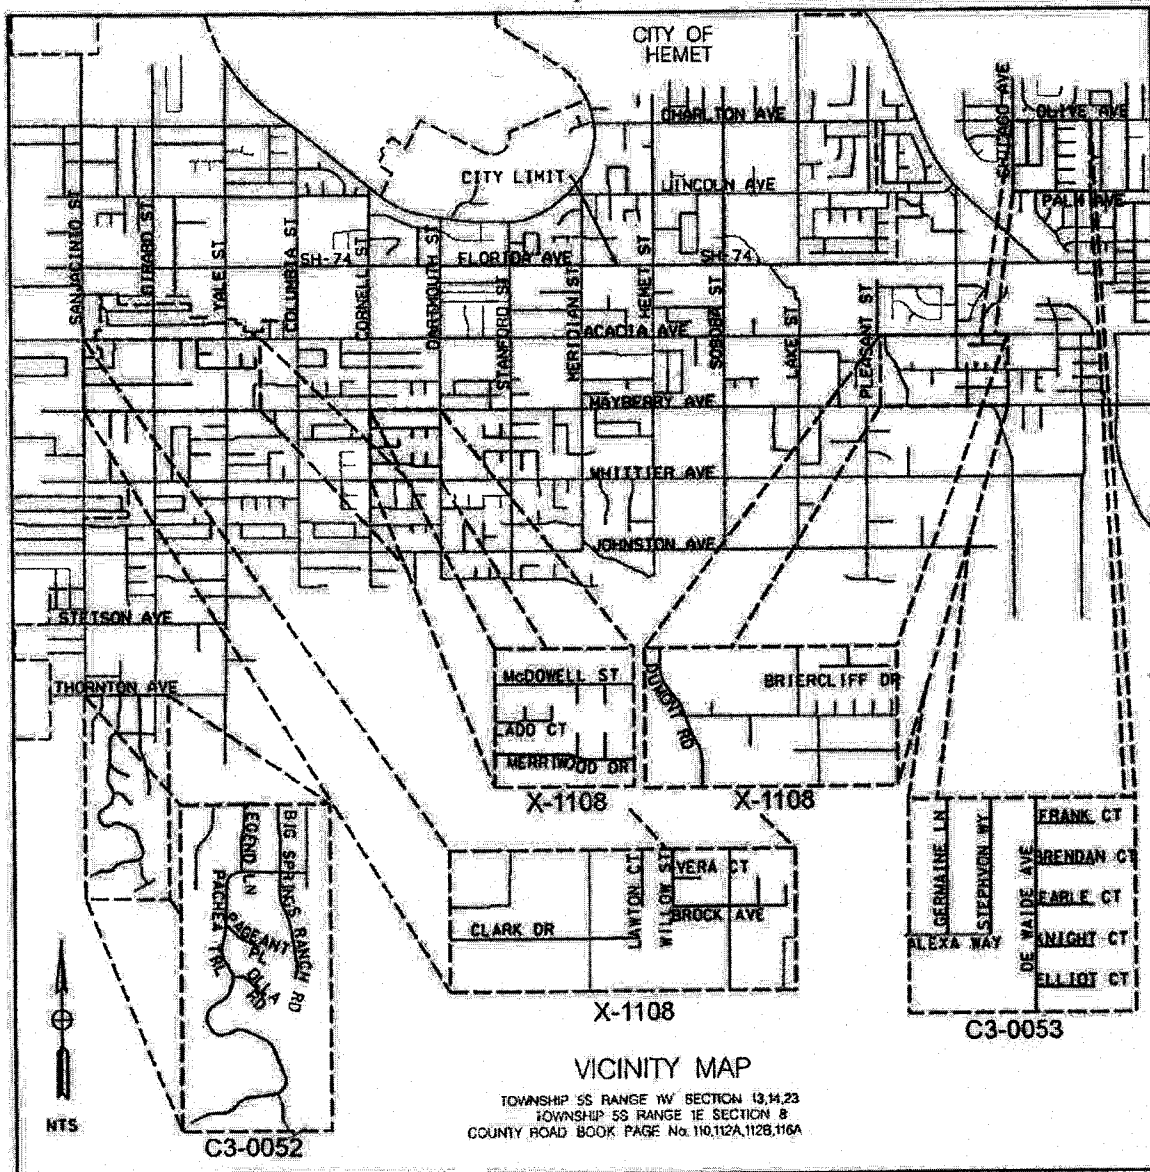 CITY OF
HEMET
CHARLTON AVE
SANTIAGO AVE
OLIVE AVE
CITY LIMIT
LINCOLN AVE
PALM AVE
SAN JACINTO ST
GIRARD ST
YALE ST
COLUMBIA ST
CORNELL ST
DARTMOUTH ST
STANFORD ST
MERIDIAN ST
HEMET ST
SOBOBA ST
LAKE ST
PLEASANT ST
SH-74
FLORIDA AVE
SH-74
ACACIA AVE
MAYBERRY AVE
WHITTIER AVE
JOHNSTON AVE
STETSON AVE
THORNTON AVE
McDOWELL ST
LADO CT
MERRIWOOD DR
X-1108
DUMONT RD
BRIERCLIFF DR
X-1108
LEGEND LN
BIG SPRINGS RANCH RD
PACHEA TRL
PAGEANT PL
OLLA RD
C3-0052
CLARK DR
LAWTON CT
WILLOW ST
VERA CT
BROCK AVE
X-1108
GERMAINE LN
STEPHVON WY
ALEXA WAY
DE WAIDE AVE
FRANK CT
BRENDAN CT
EARLE CT
KNIGHT CT
ELLIOT CT
C3-0053
NTS
VICINITY MAP
TOWNSHIP 5S RANGE 1W SECTION 13,14,23
TOWNSHIP 5S RANGE 1E SECTION 8
COUNTY ROAD BOOK PAGE No. 110,112A,112B,116A